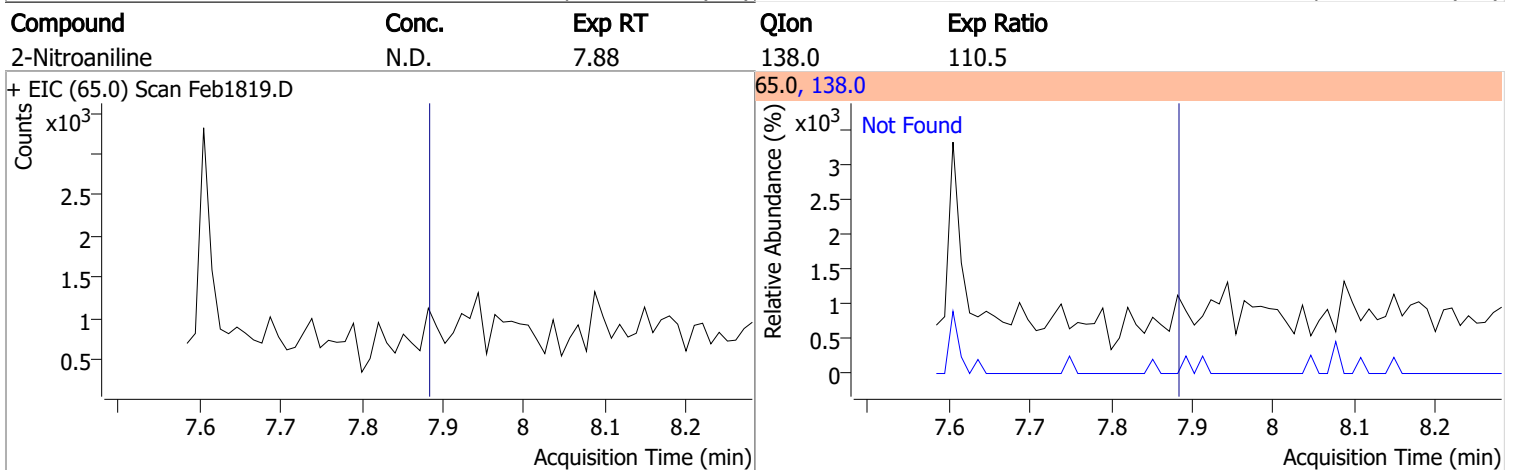 Compound Conc. Exp RT QIon Exp Ratio
2-Nitroaniline N.D. 7.88 138.0 110.5
+ EIC (65.0) Scan Feb1819.D
Counts
x10³
2.5
2
1.5
1
0.5
7.6 7.7 7.8 7.9 8 8.1 8.2
Acquisition Time (min)
65.0, 138.0
Relative Abundance (%)
x10³
Not Found
3
2.5
2
1.5
1
0.5
0
7.6 7.7 7.8 7.9 8 8.1 8.2
Acquisition Time (min)